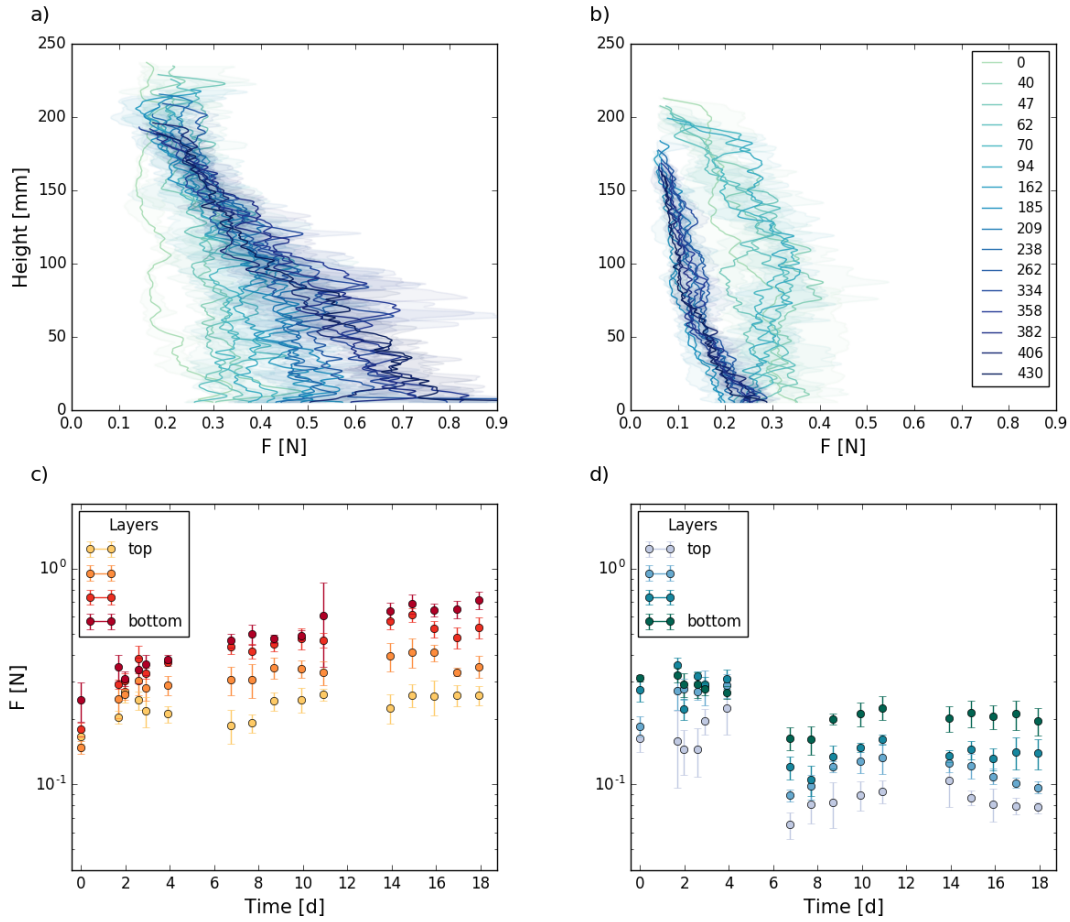 a)
250
200
150
100
50
0
Height [mm]
0.0 0.1 0.2 0.3 0.4 0.5 0.6 0.7 0.8 0.9
F [N]
b)
250
200
150
100
50
0
0.0 0.1 0.2 0.3 0.4 0.5 0.6 0.7 0.8 0.9
F [N]
0
40
47
62
70
94
162
185
209
238
262
334
358
382
406
430
c)
Layers
top
bottom
10⁰
10⁻¹
F [N]
0 2 4 6 8 10 12 14 16 18
Time [d]
d)
Layers
top
bottom
10⁰
10⁻¹
0 2 4 6 8 10 12 14 16 18
Time [d]